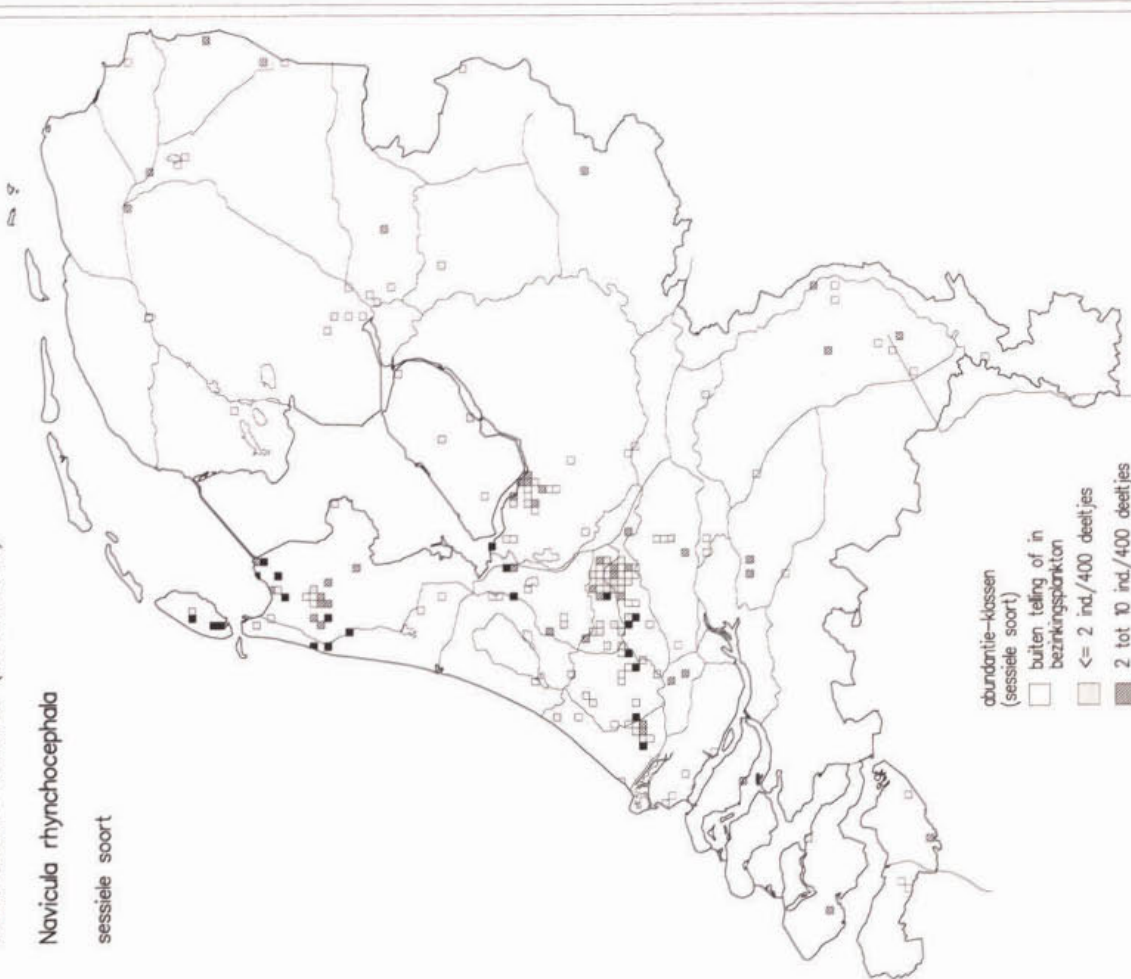 Navicula rhynchocephala
sessiele soort
abundantie-klassen
(sessiele soort)
buiten telling of in
bezinkingsplankton
<= 2 ind./400 deeltjes
2 tot 10 ind/400 deeltjes